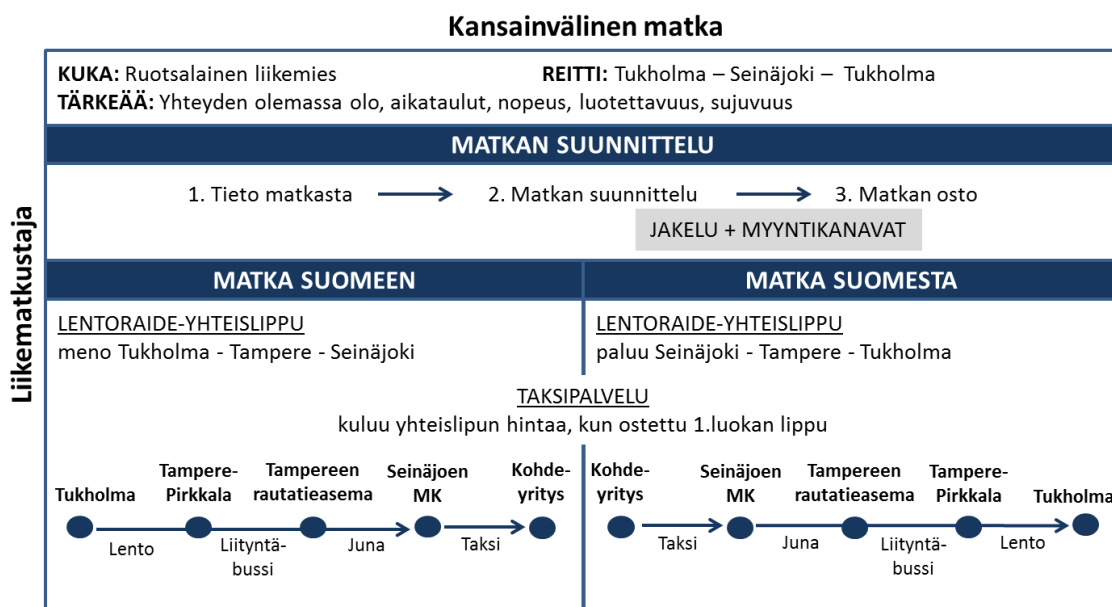 Kansainvälinen matka
Liikematkustaja
KUKA: Ruotsalainen liikemies
REITTI: Tukholma – Seinäjoki – Tukholma
TÄRKEÄÄ: Yhteyden olemassa olo, aikataulut, nopeus, luotettavuus, sujuvuus
MATKAN SUUNNITTELU
1. Tieto matkasta
2. Matkan suunnittelu
3. Matkan osto
JAKELU + MYYNTIKANAVAT
MATKA SUOMEEN
MATKA SUOMESTA
LENTORAIDE-YHTEISLIPPU
meno Tukholma - Tampere - Seinäjoki
LENTORAIDE-YHTEISLIPPU
paluu Seinäjoki - Tampere - Tukholma
TAKSIPALVELU
kuluu yhteislipun hintaa, kun ostettu 1.luokan lippu
Tukholma
Tampere-
Pirkkala
Tampereen
rautatieasema
Seinäjoen
MK
Kohde-
yritys
Lento
Liityntä-
bussi
Juna
Taksi
Kohde-
yritys
Seinäjoen
MK
Tampereen
rautatieasema
Tampere-
Pirkkala
Tukholma
Taksi
Juna
Liityntä-
bussi
Lento